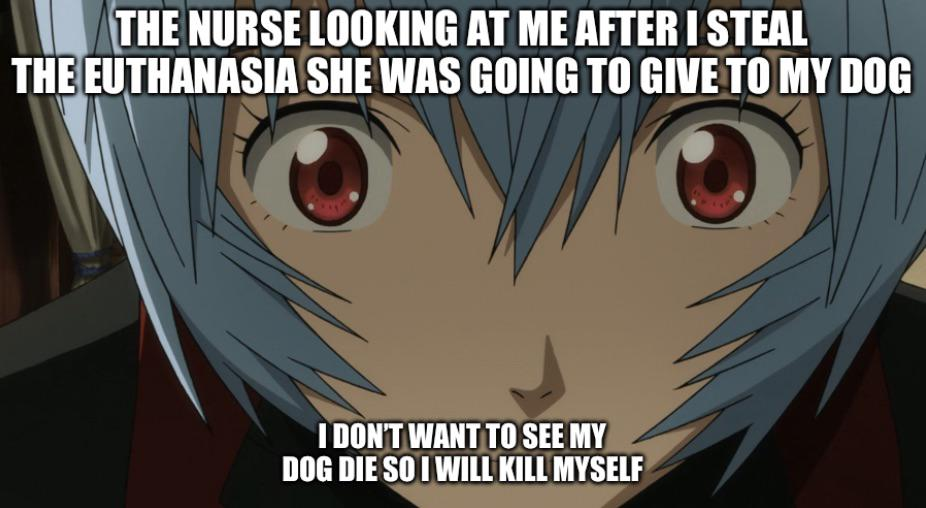 THE NURSE LOOKING AT ME AFTER I STEAL
THE EUTHANASIA SHE WAS GOING TO GIVE TO MY DOG
I DON'T WANT TO SEE MY
DOG DIE SO I WILL KILL MYSELF